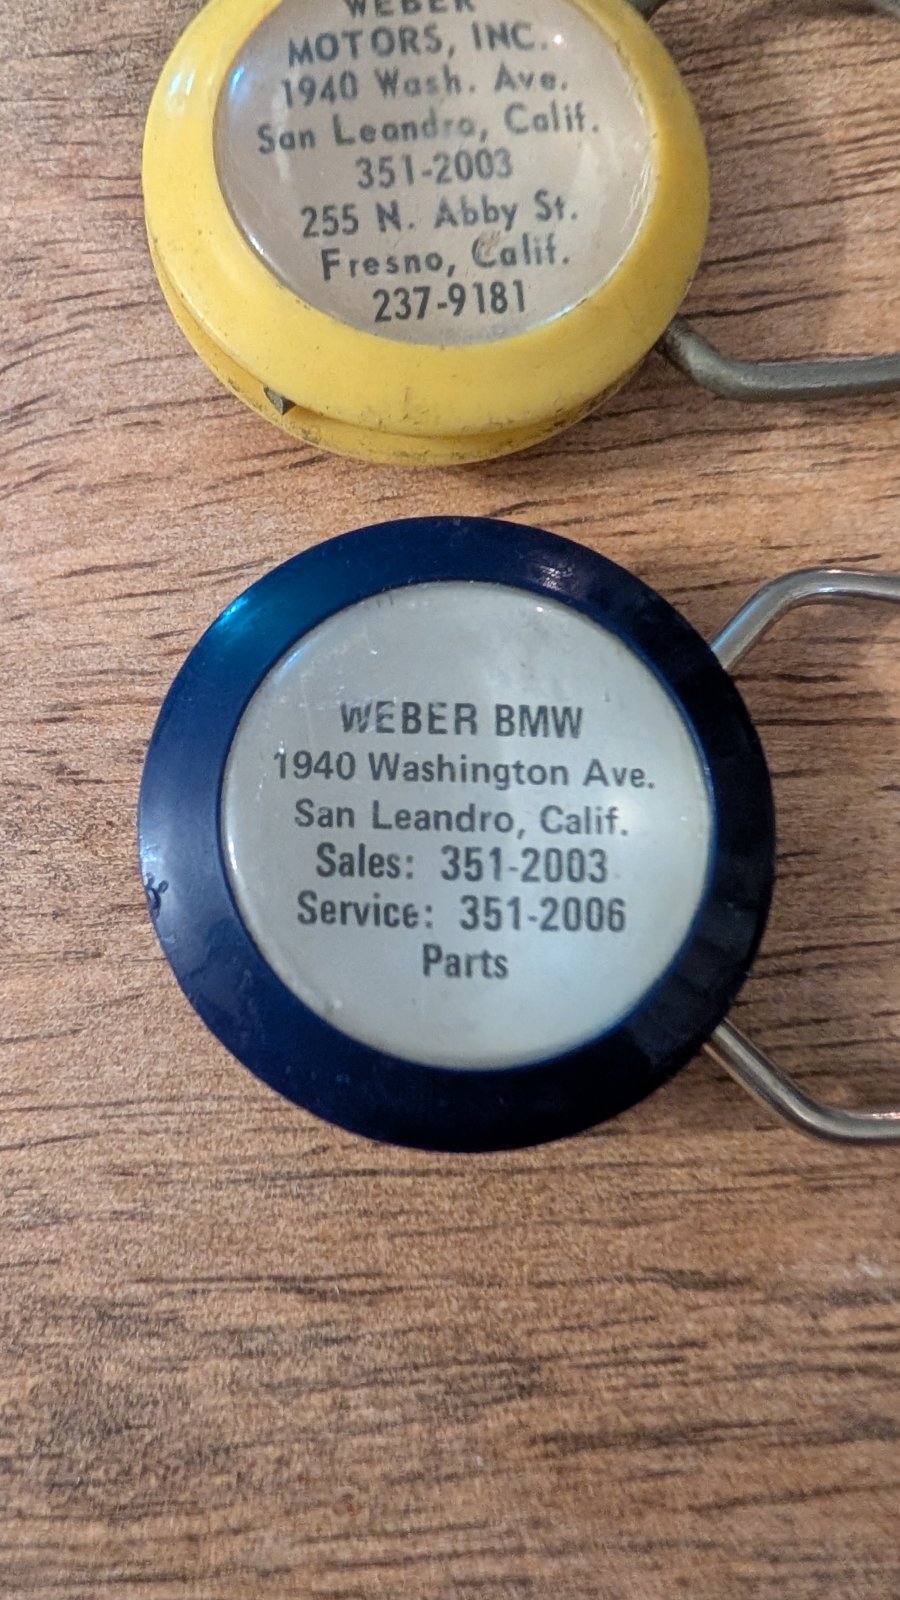 WEBER
MOTORS, INC.
1940 Wash. Ave.
San Leandro, Calif.
351-2003
255 N. Abby St.
Fresno, Calif.
237-9181
WEBER BMW
1940 Washington Ave.
San Leandro, Calif.
Sales: 351-2003
Service: 351-2006
Parts